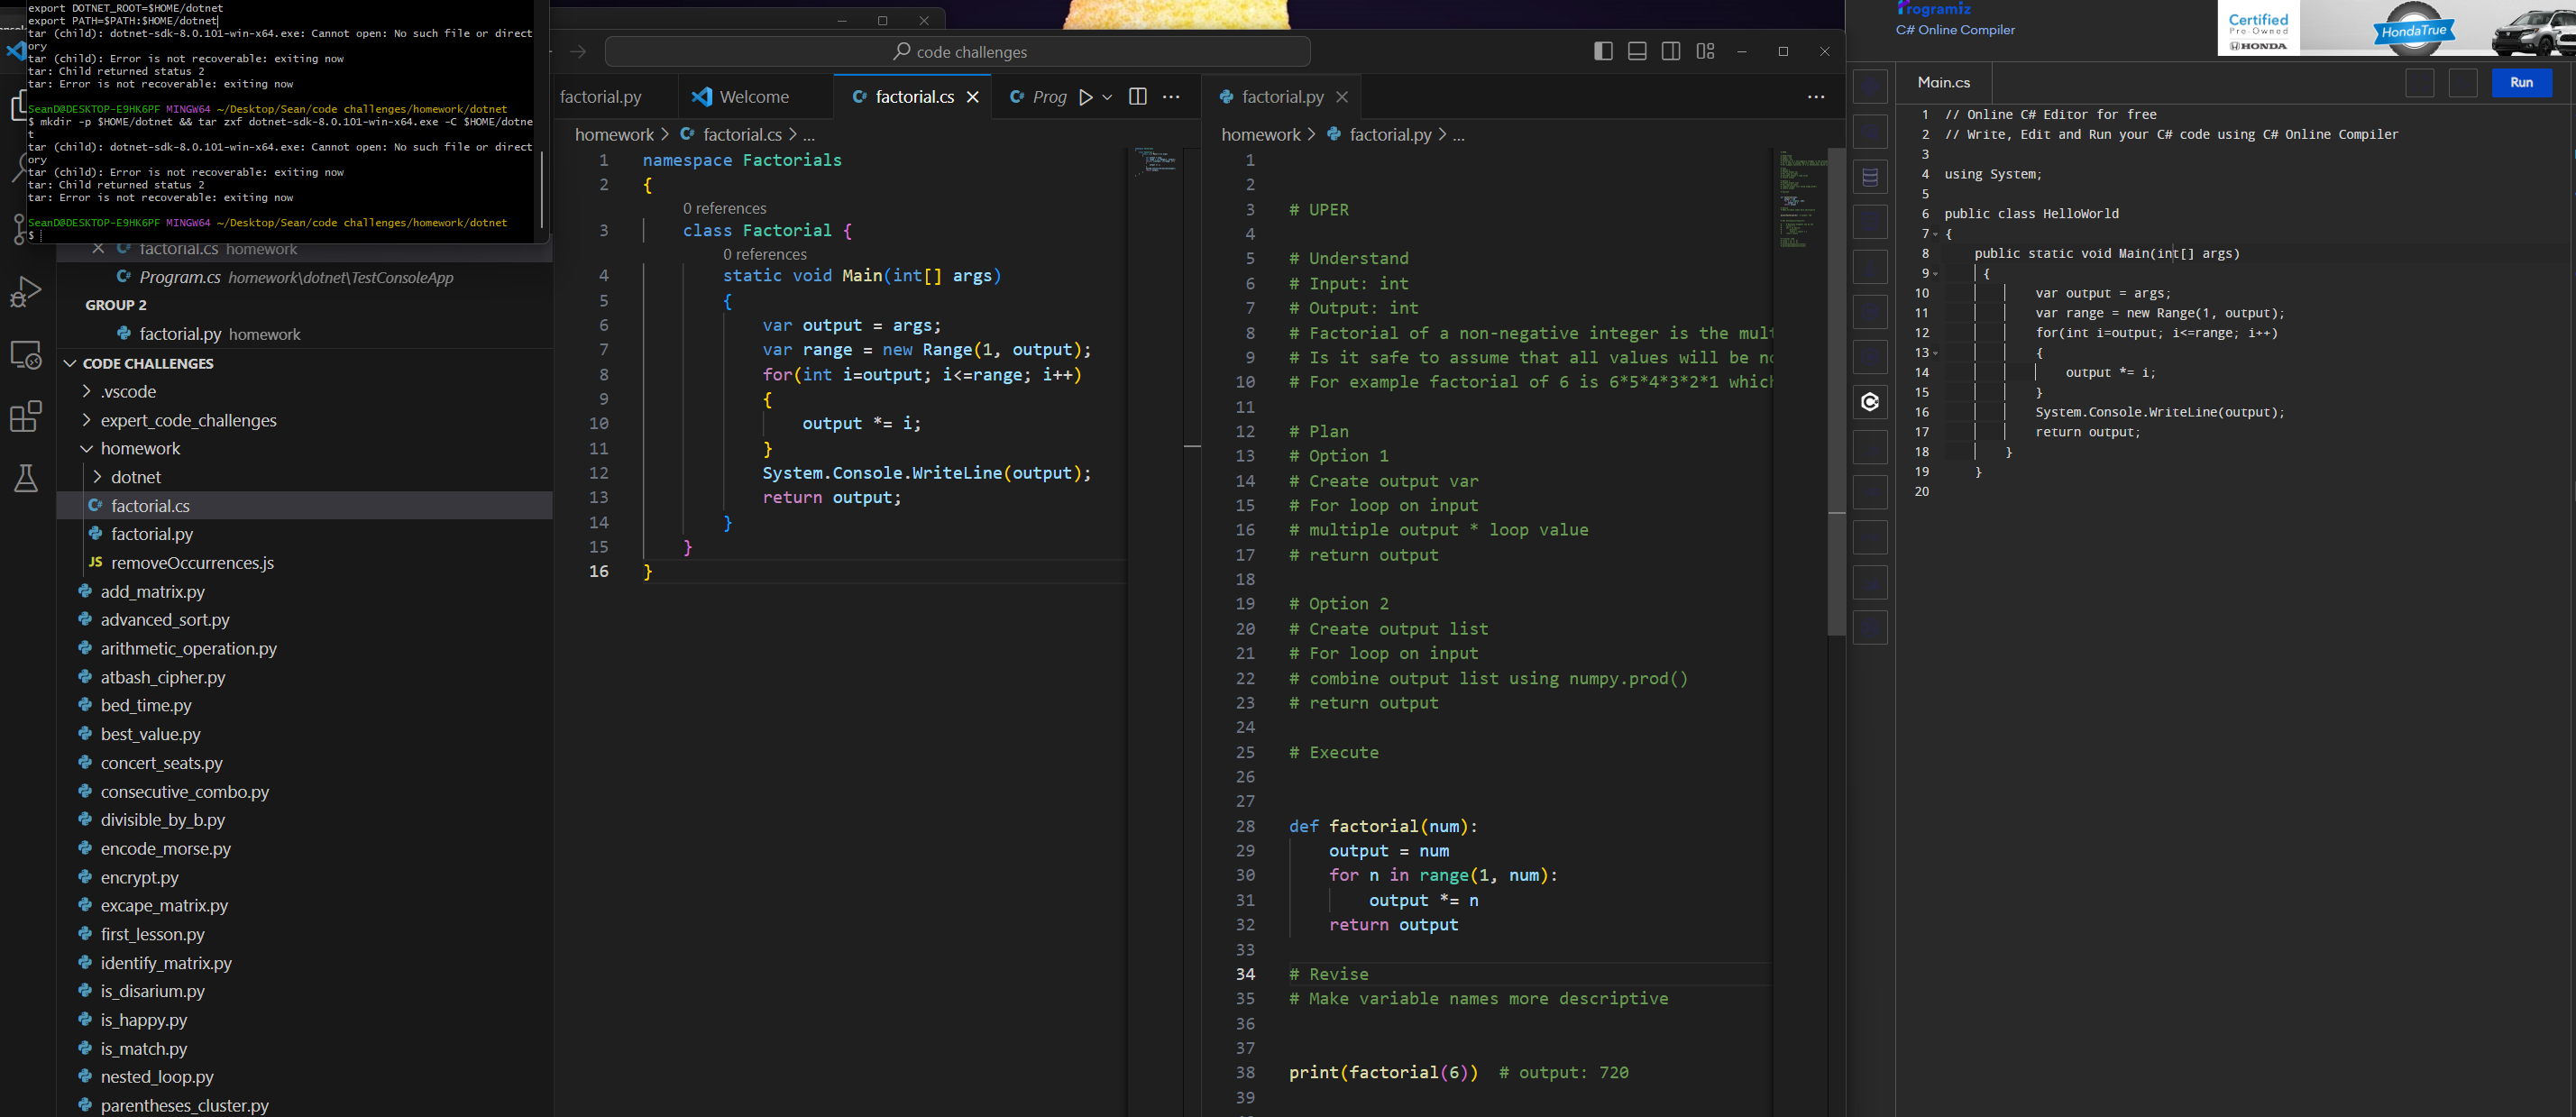 export DOTNET_ROOT=$HOME/dotnet
export PATH=$PATH:$HOME/dotnet
tar (child): dotnet-sdk-8.0.101-win-x64.exe: Cannot open: No such file or direct
ory
tar (child): Error is not recoverable: exiting now
tar: Child returned status 2
tar: Error is not recoverable: exiting now
SeanD@DESKTOP-E9HK6PF MINGW64 ~/Desktop/Sean/code challenges/homework/dotnet
$ mkdir -p $HOME/dotnet && tar zxf dotnet-sdk-8.0.101-win-x64.exe -C $HOME/dotne
t
tar (child): dotnet-sdk-8.0.101-win-x64.exe: Cannot open: No such file or direct
ory
tar (child): Error is not recoverable: exiting now
tar: Child returned status 2
tar: Error is not recoverable: exiting now
SeanD@DESKTOP-E9HK6PF MINGW64 ~/Desktop/Sean/code challenges/homework/dotnet
$
factorial.cs homework
Program.cs homework\dotnet\TestConsoleApp
GROUP 2
factorial.py homework
CODE CHALLENGES
.vscode
expert_code_challenges
homework
dotnet
factorial.cs
factorial.py
JS removeOccurrences.js
add_matrix.py
advanced_sort.py
arithmetic_operation.py
atbash_cipher.py
bed_time.py
best_value.py
concert_seats.py
consecutive_combo.py
divisible_by_b.py
encode_morse.py
encrypt.py
excape_matrix.py
first_lesson.py
identify_matrix.py
is_disarium.py
is_happy.py
is_match.py
nested_loop.py
parentheses_cluster.py
code challenges
factorial.py
Welcome
factorial.cs
Prog
homework > factorial.cs > ...
1 namespace Factorials
2 {
0 references
3 class Factorial {
0 references
4 static void Main(int[] args)
5 {
6 var output = args;
7 var range = new Range(1, output);
8 for(int i=output; i<=range; i++)
9 {
10 output *= i;
11 }
12 System.Console.WriteLine(output);
13 return output;
14 }
15 }
16 }
factorial.py
homework > factorial.py > ...
1
2
3 # UPER
4
5 # Understand
6 # Input: int
7 # Output: int
8 # Factorial of a non-negative integer is the mult
9 # Is it safe to assume that all values will be no
10 # For example factorial of 6 is 6*5*4*3*2*1 which
11
12 # Plan
13 # Option 1
14 # Create output var
15 # For loop on input
16 # multiple output * loop value
17 # return output
18
19 # Option 2
20 # Create output list
21 # For loop on input
22 # combine output list using numpy.prod()
23 # return output
24
25 # Execute
26
27
28 def factorial(num):
29 output = num
30 for n in range(1, num):
31 output *= n
32 return output
33
34 # Revise
35 # Make variable names more descriptive
36
37
38 print(factorial(6)) # output: 720
39
Programiz
C# Online Compiler
Certified
Pre-Owned
HONDA
HondaTrue
Main.cs
Run
1 // Online C# Editor for free
2 // Write, Edit and Run your C# code using C# Online Compiler
3
4 using System;
5
6 public class HelloWorld
7 {
8 public static void Main(int[] args)
9 {
10 var output = args;
11 var range = new Range(1, output);
12 for(int i=output; i<=range; i++)
13 {
14 output *= i;
15 }
16 System.Console.WriteLine(output);
17 return output;
18 }
19 }
20